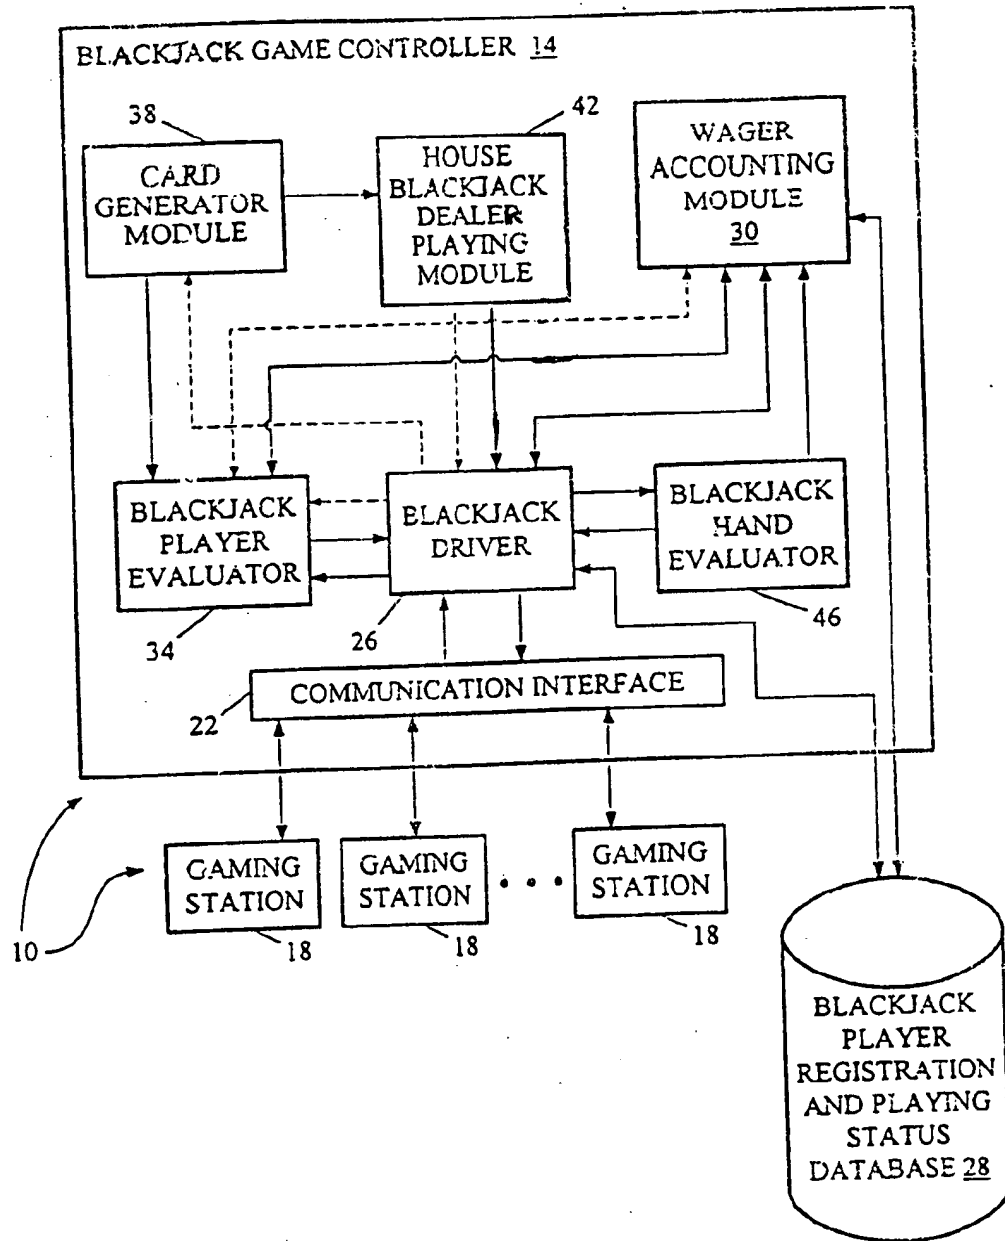 BLACKJACK GAME CONTROLLER 14
38
42
CARD
GENERATOR
MODULE
HOUSE
BLACKJACK
DEALER
PLAYING
MODULE
WAGER
ACCOUNTING
MODULE
30
BLACKJACK
PLAYER
EVALUATOR
BLACKJACK
DRIVER
BLACKJACK
HAND
EVALUATOR
34
26
46
COMMUNICATION INTERFACE
22
GAMING
STATION
GAMING
STATION
GAMING
STATION
10
18
18
18
BLACKJACK
PLAYER
REGISTRATION
AND PLAYING
STATUS
DATABASE 28